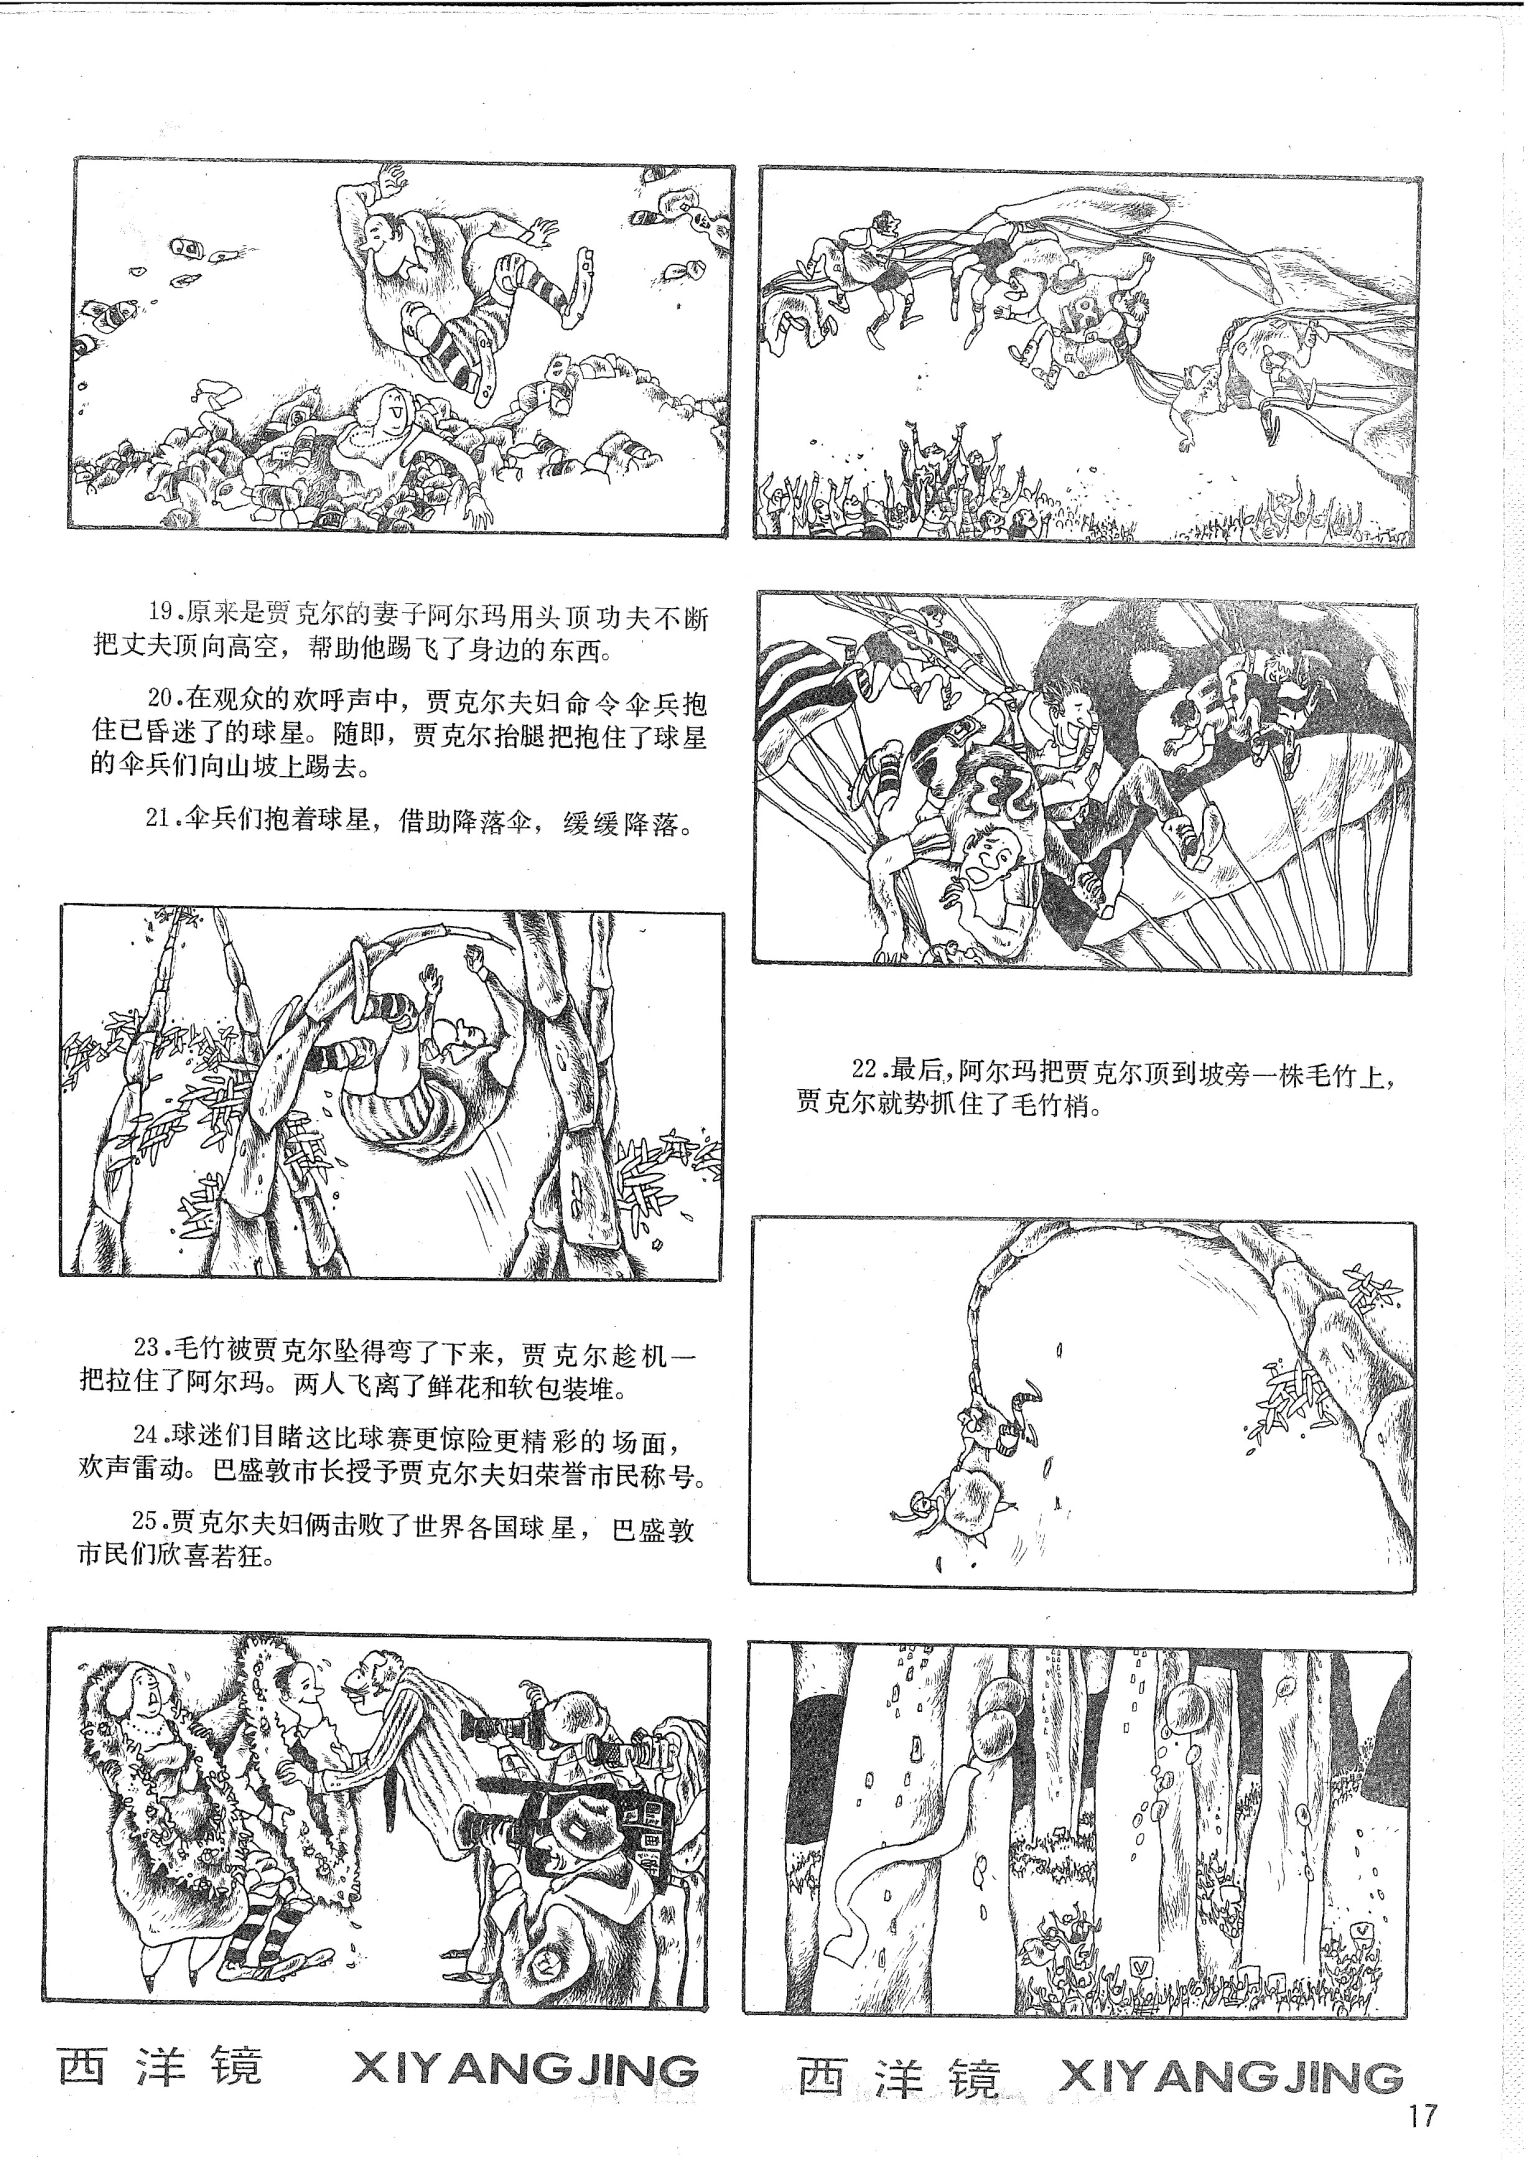 19.原来是贾克尔的妻子阿尔玛用头顶功夫不断
把丈夫顶向高空，帮助他踢飞了身边的东西。
20.在观众的欢呼声中，贾克尔夫妇命令伞兵抱
住已昏迷了的球星。随即，贾克尔抬腿把抱住了球星
的伞兵们向山坡上踢去。
21.伞兵们抱着球星，借助降落伞，缓缓降落。
18
23
22.最后，阿尔玛把贾克尔顶到坡旁一株毛竹上，
贾克尔就势抓住了毛竹梢。
23.毛竹被贾克尔坠得弯了下来，贾克尔趁机一
把拉住了阿尔玛。两人飞离了鲜花和软包装堆。
24.球迷们目睹这比球赛更惊险更精彩的场面，
欢声雷动。巴盛敦市长授予贾克尔夫妇荣誉市民称号。
25.贾克尔夫妇俩击败了世界各国球星，巴盛敦
市民们欣喜若狂。
V
V
西洋镜 XIYANGJING
西洋镜 XIYANGJING
17